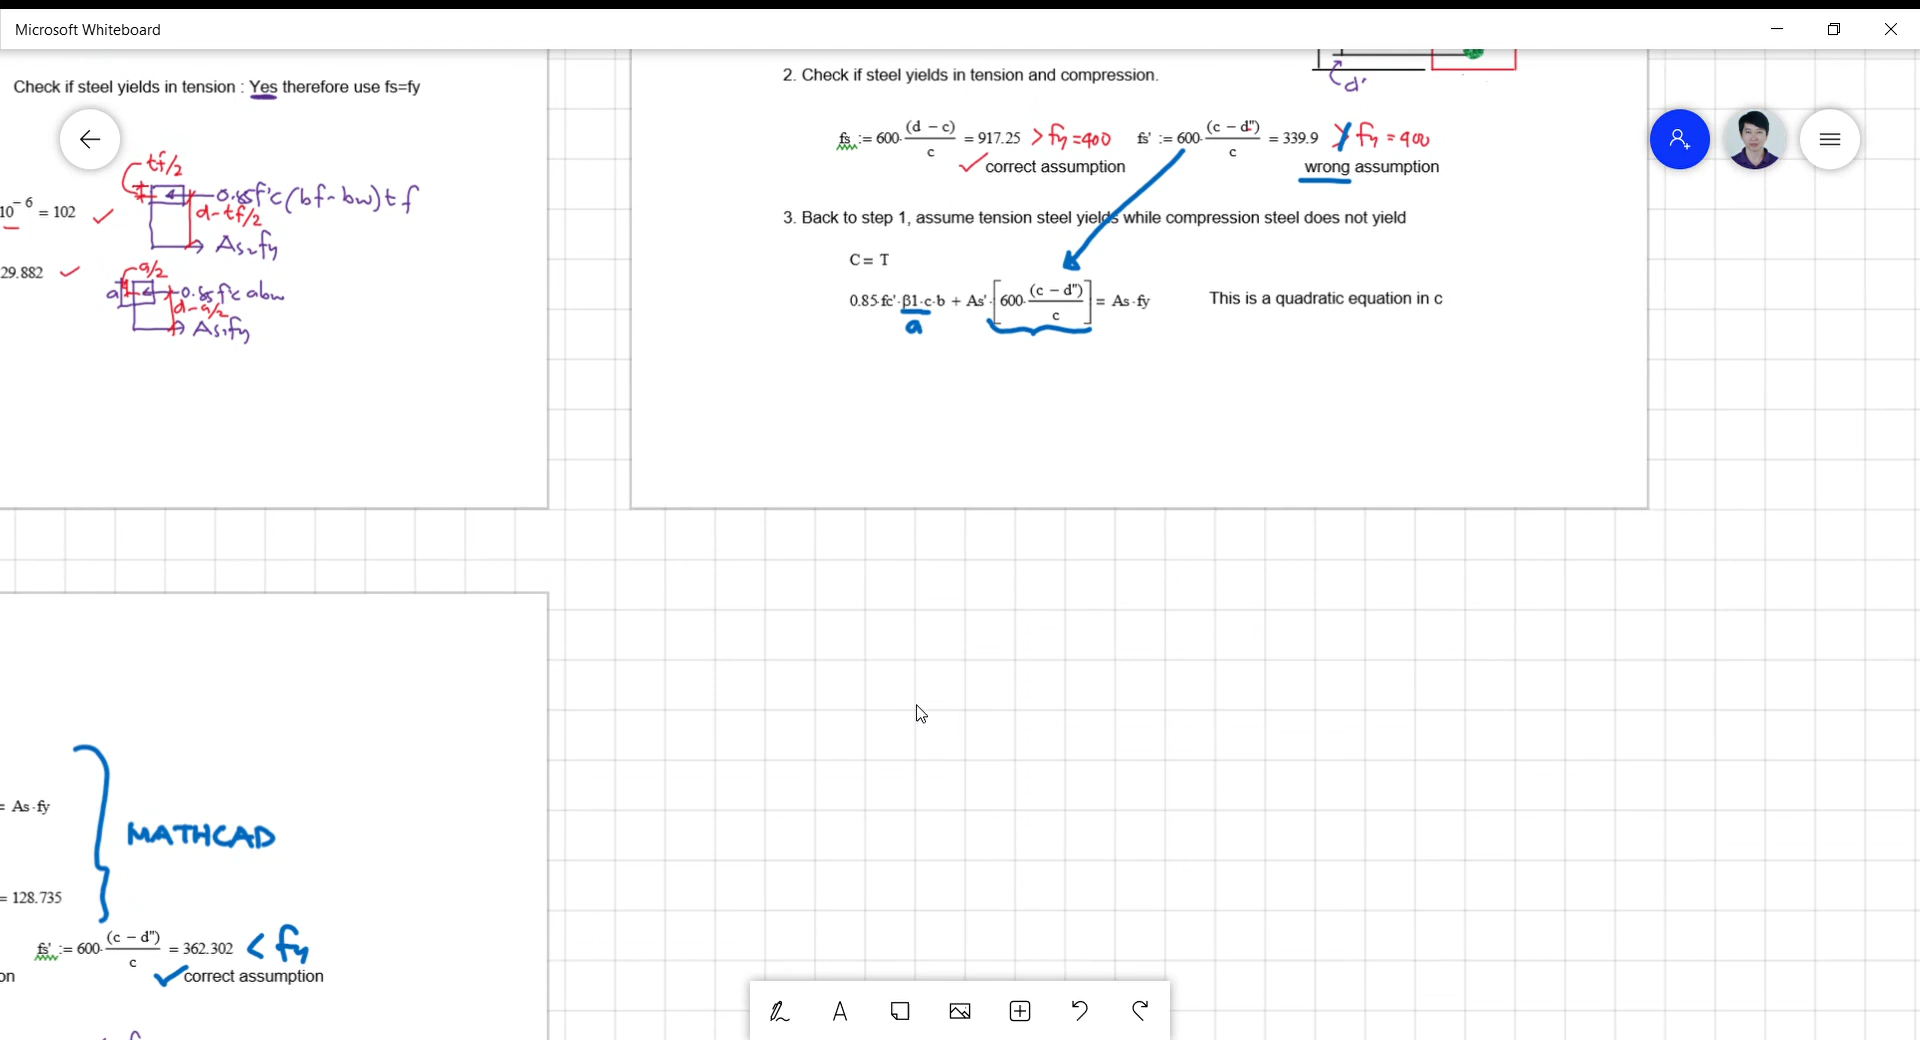 Microsoft Whiteboard
Check if steel yields in tension : Yes therefore use fs=fy
tf/2
0.85f'c(bf-bw)tf
d-tf/2
As2fy
10^-6 = 102
29.882
a/2
a
0.85f'c abw
d-a/2
As1fy
d'
2. Check if steel yields in tension and compression.
fs := 600·(d − c)/c = 917.25 > fy =400
correct assumption
fs' := 600·(c − d")/c = 339.9 > fy = 400
wrong assumption
3. Back to step 1, assume tension steel yields while compression steel does not yield
C= T
0.85·fc'·β1·c·b + As'·[600·(c − d")/c] = As·fy
This is a quadratic equation in c
a
= As·fy
MATHCAD
= 128.735
fs' := 600·(c − d")/c = 362.302 < fy
on
correct assumption